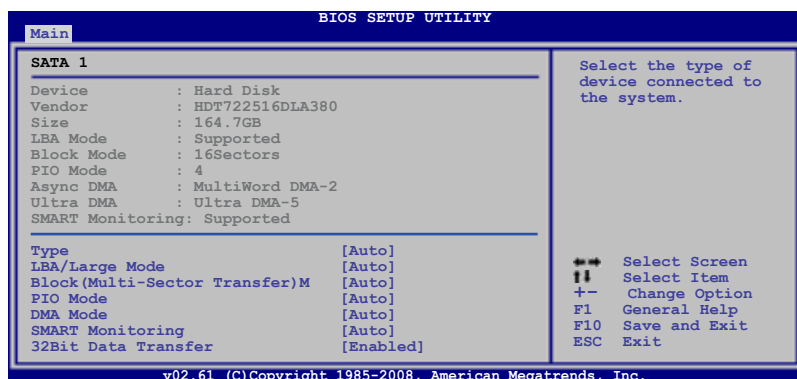 BIOS SETUP UTILITY
Main
SATA 1
Device : Hard Disk
Vendor : HDT722516DLA380
Size : 164.7GB
LBA Mode : Supported
Block Mode : 16Sectors
PIO Mode : 4
Async DMA : MultiWord DMA-2
Ultra DMA : Ultra DMA-5
SMART Monitoring: Supported
Type [Auto]
LBA/Large Mode [Auto]
Block(Multi-Sector Transfer)M [Auto]
PIO Mode [Auto]
DMA Mode [Auto]
SMART Monitoring [Auto]
32Bit Data Transfer [Enabled]
Select the type of
device connected to
the system.
←→ Select Screen
↑↓ Select Item
+- Change Option
F1 General Help
F10 Save and Exit
ESC Exit
v02.61 (C)Copyright 1985-2008, American Megatrends, Inc.